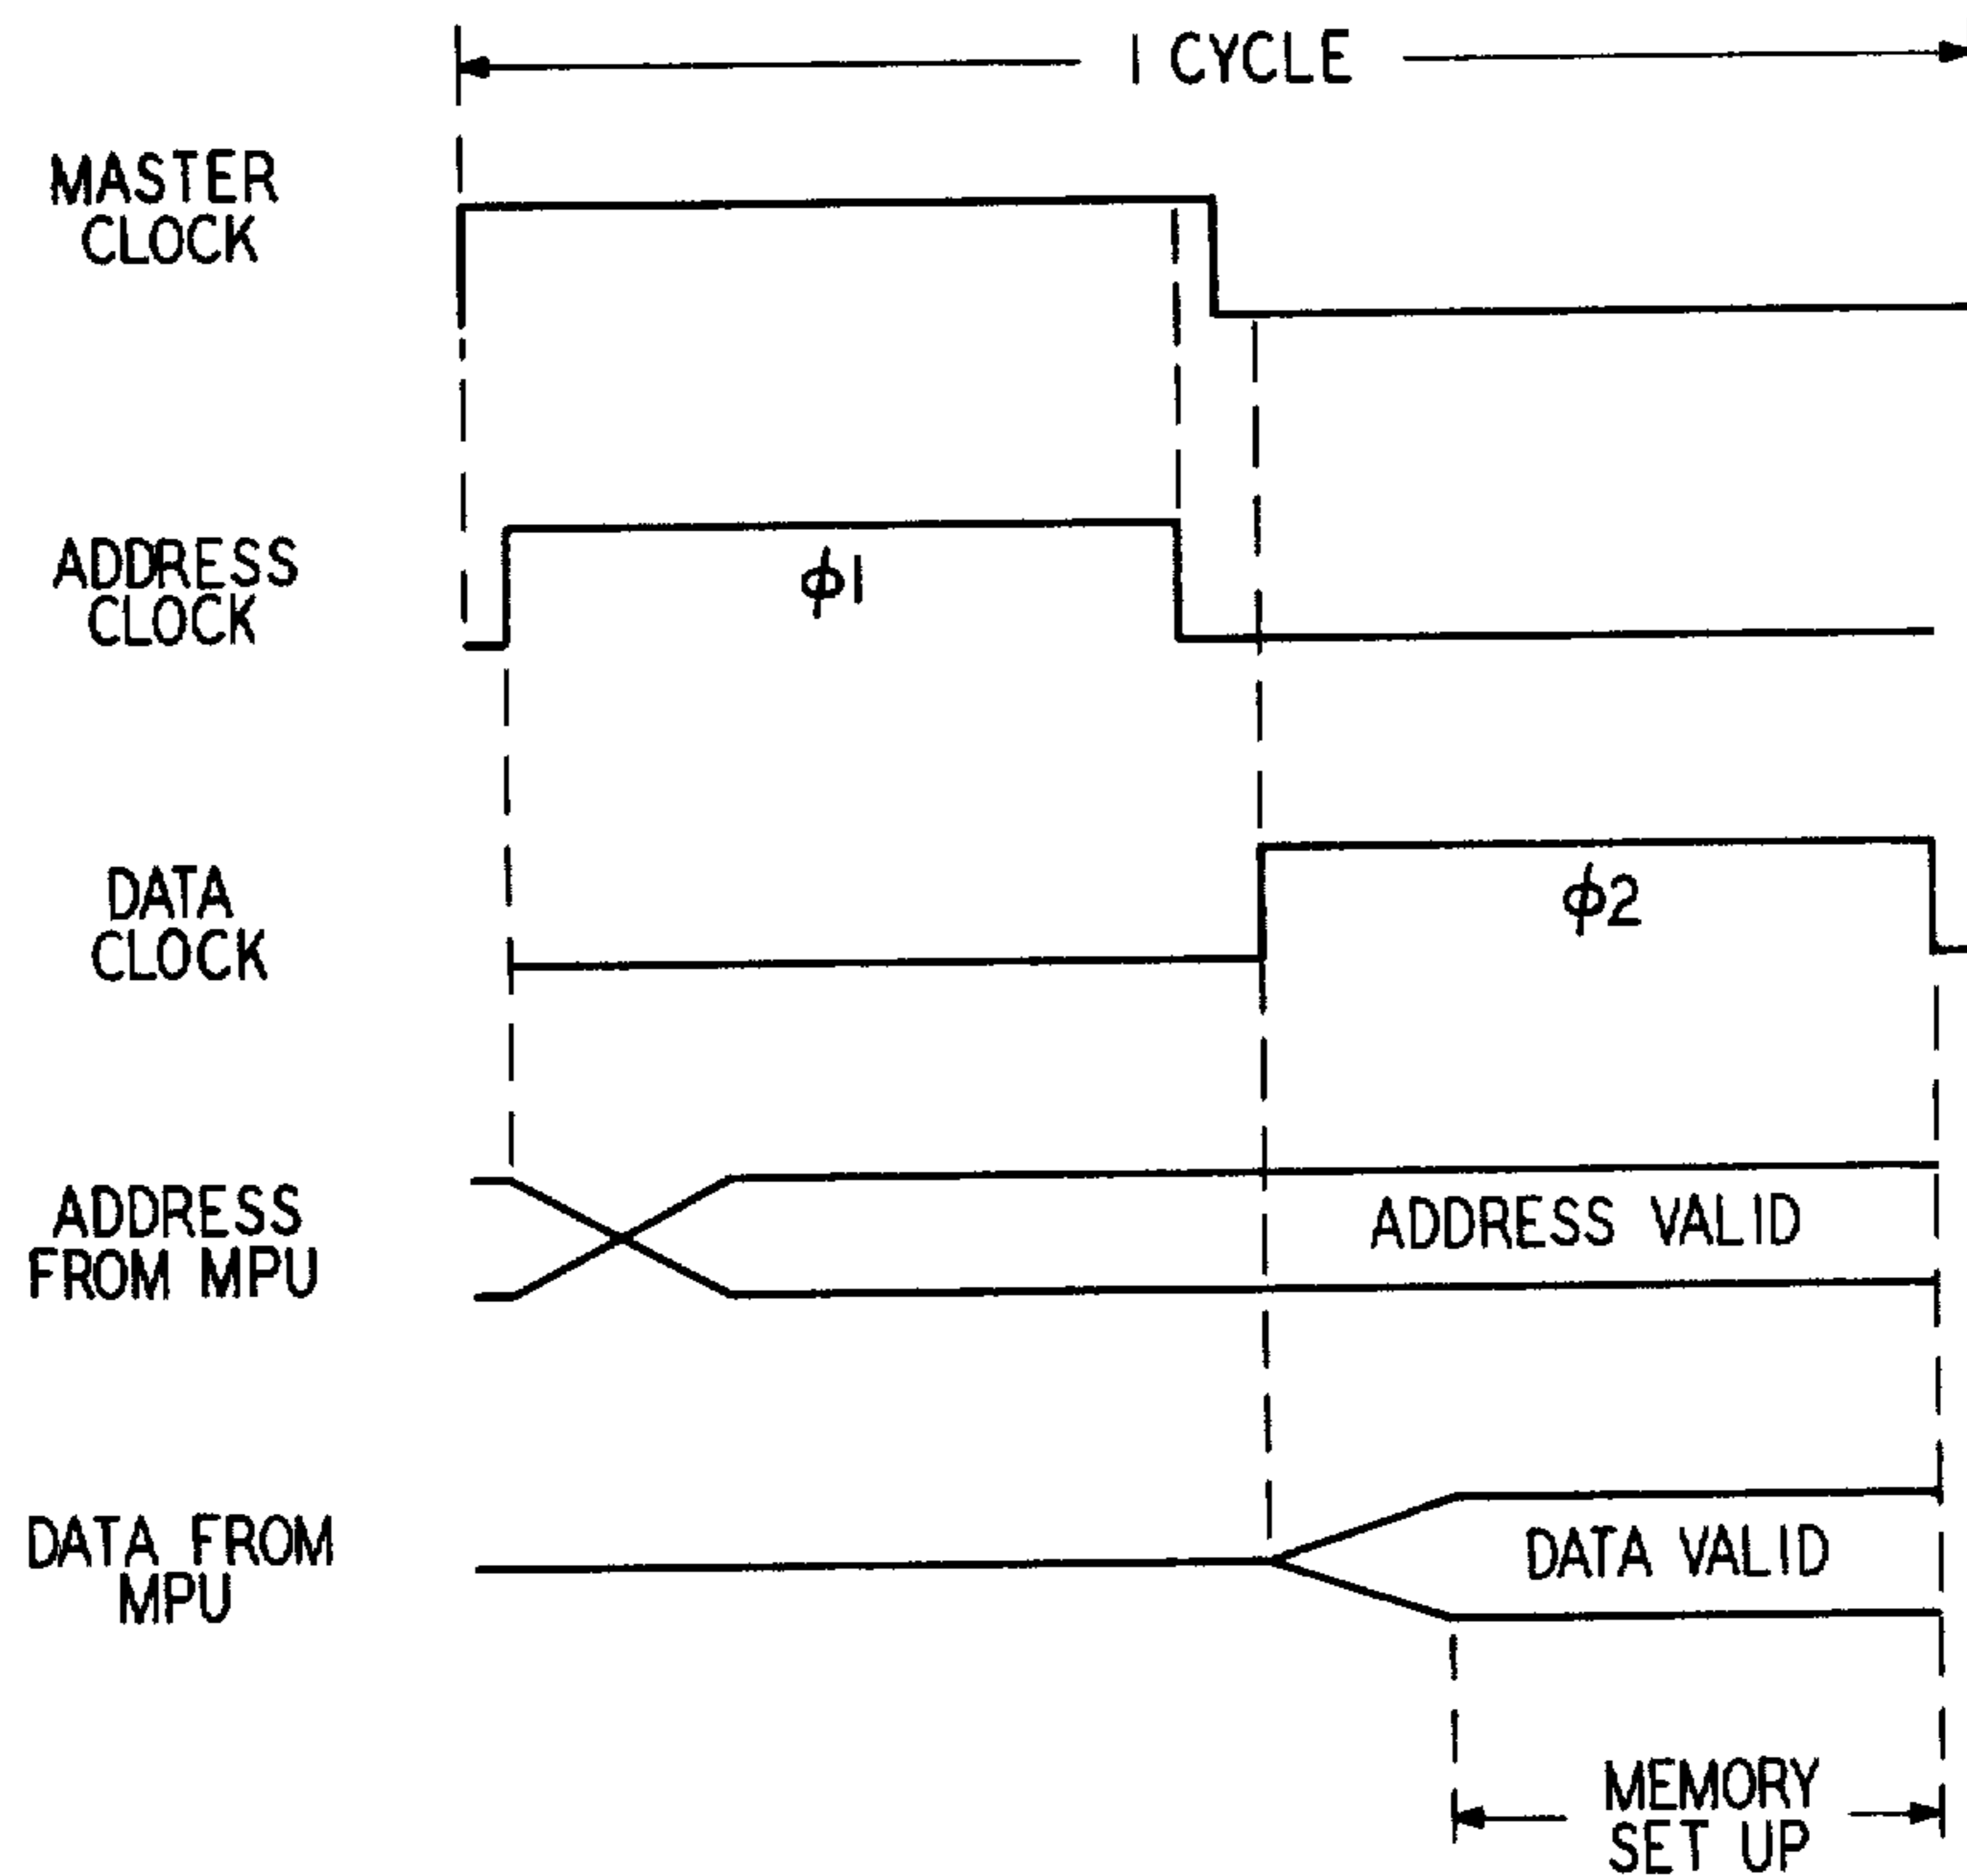 1 CYCLE
MASTER
CLOCK
ADDRESS
CLOCK
ϕ1
DATA
CLOCK
ϕ2
ADDRESS
FROM MPU
ADDRESS VALID
DATA FROM
MPU
DATA VALID
MEMORY
SET UP